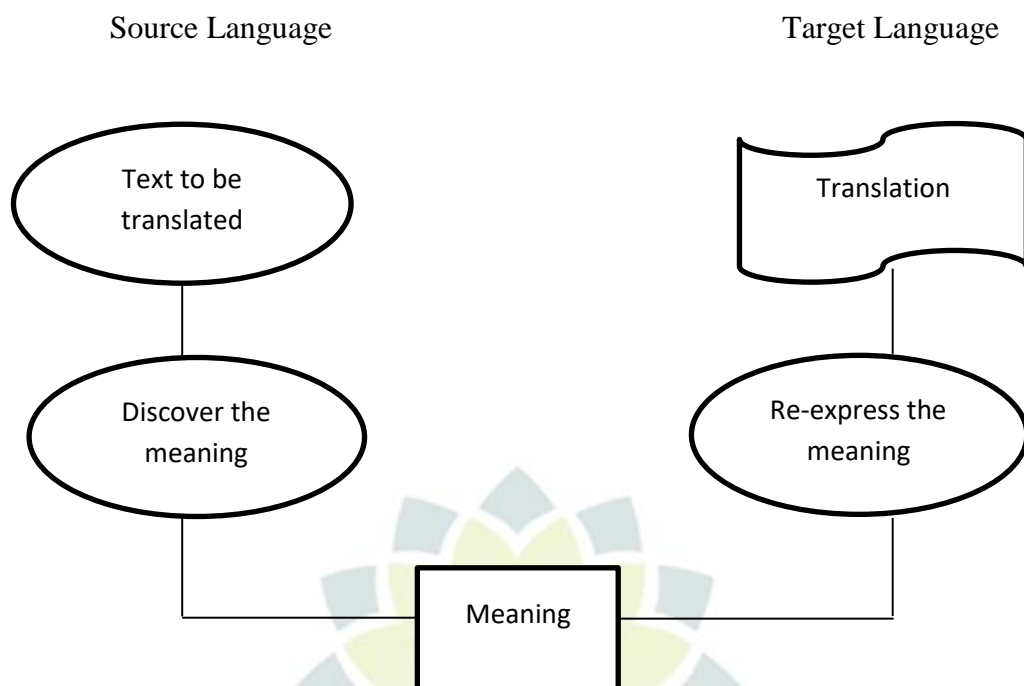 Source Language
Target Language
Text to be
translated
Translation
Discover the
meaning
Re-express the
meaning
Meaning